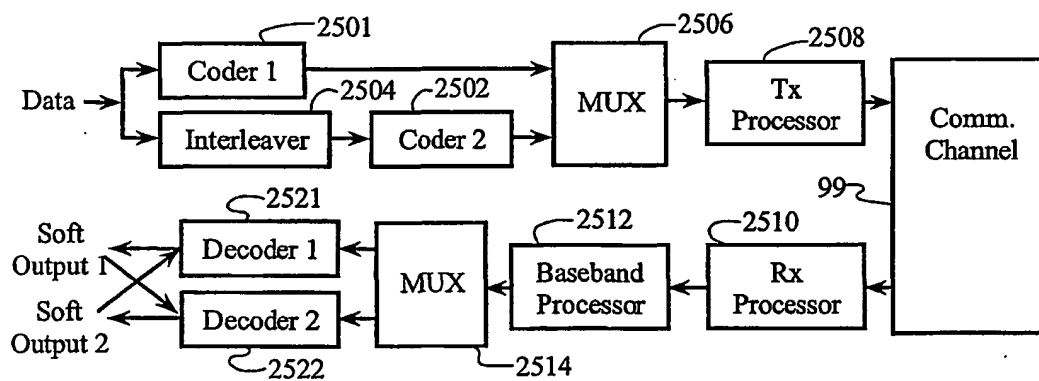 2501
Coder 1
2504
2502
2506
2508
Data
Interleaver
Coder 2
MUX
Tx
Processor
Comm.
Channel
99
2521
2512
2510
Soft
Output 1
Decoder 1
MUX
Baseband
Processor
Rx
Processor
Soft
Output 2
Decoder 2
2522
2514